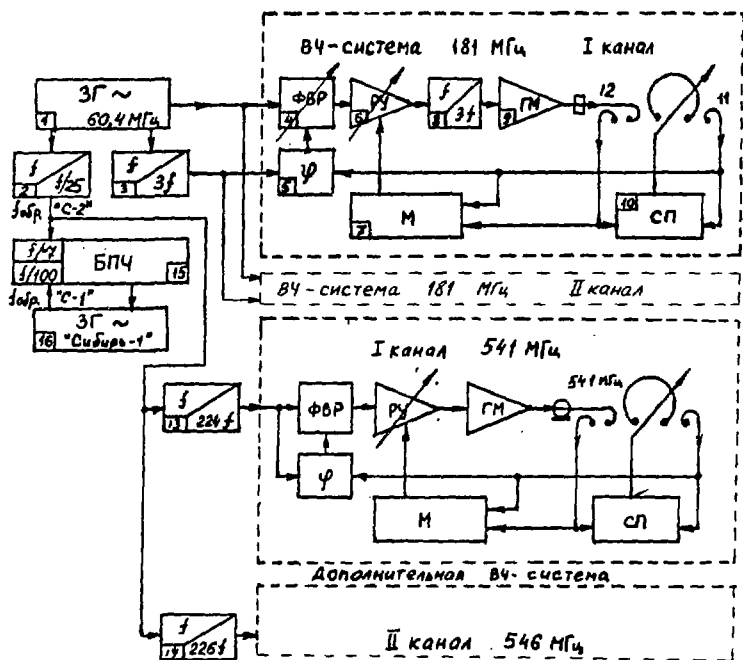 ВЧ-система 181 МГц I канал
ЗГ ~
1 60,4 МГц
ФВР
4
РУ
6
f
8 3f
ГМ
9
12
11
f
2 f/25
f
3 3f
φ
5
М
7
10
СП
fобр. "С-2"
f/47
f/100
БПЧ
15
fобр. "С-1"
ЗГ ~
16 "Сибирь-1"
ВЧ-система 181 МГц II канал
I канал 541 МГц
f
13 224f
ФВР
РУ
ГМ
541 МГц
φ
М
СП
Дополнительная ВЧ-система
f
14 226f
II канал 546 МГц